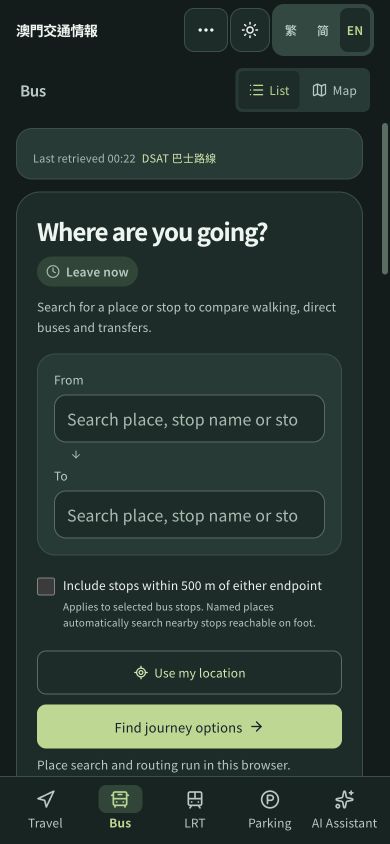 澳門交通情報
繁 简 EN
Bus
List Map
Last retrieved 00:22 DSAT 巴士路線
Where are you going?
Leave now
Search for a place or stop to compare walking, direct
buses and transfers.
From
Search place, stop name or sto
To
Search place, stop name or sto
Include stops within 500 m of either endpoint
Applies to selected bus stops. Named places
automatically search nearby stops reachable on foot.
Use my location
Find journey options →
Place search and routing run in this browser.
Travel Bus LRT Parking AI Assistant